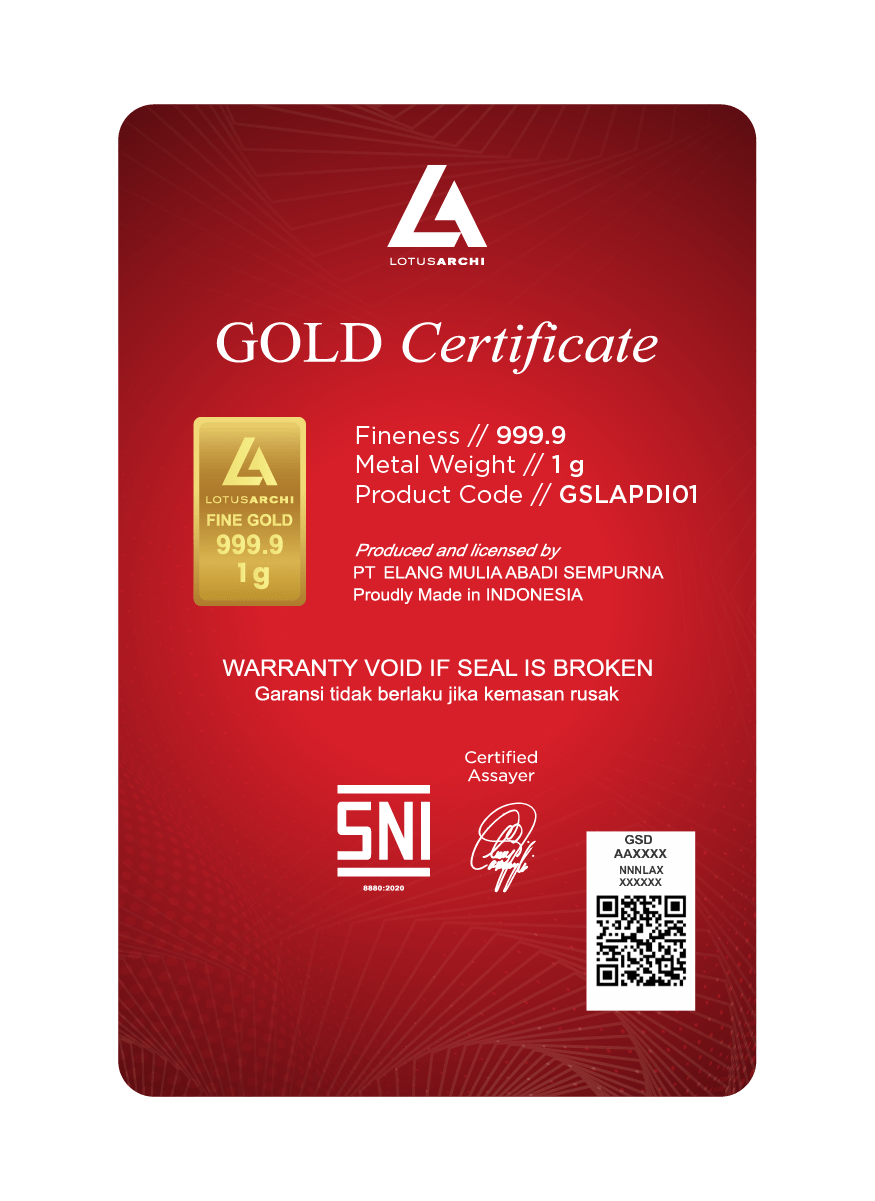 LOTUSARCHI
GOLD Certificate
LOTUSARCHI
FINE GOLD
999.9
1 g
Fineness // 999.9
Metal Weight // 1 g
Product Code // GSLAPDI01
Produced and licensed by
PT ELANG MULIA ABADI SEMPURNA
Proudly Made in INDONESIA
WARRANTY VOID IF SEAL IS BROKEN
Garansi tidak berlaku jika kemasan rusak
Certified
Assayer
SNI
8880:2020
GSD
AAXXXX
NNNLAX
XXXXXX